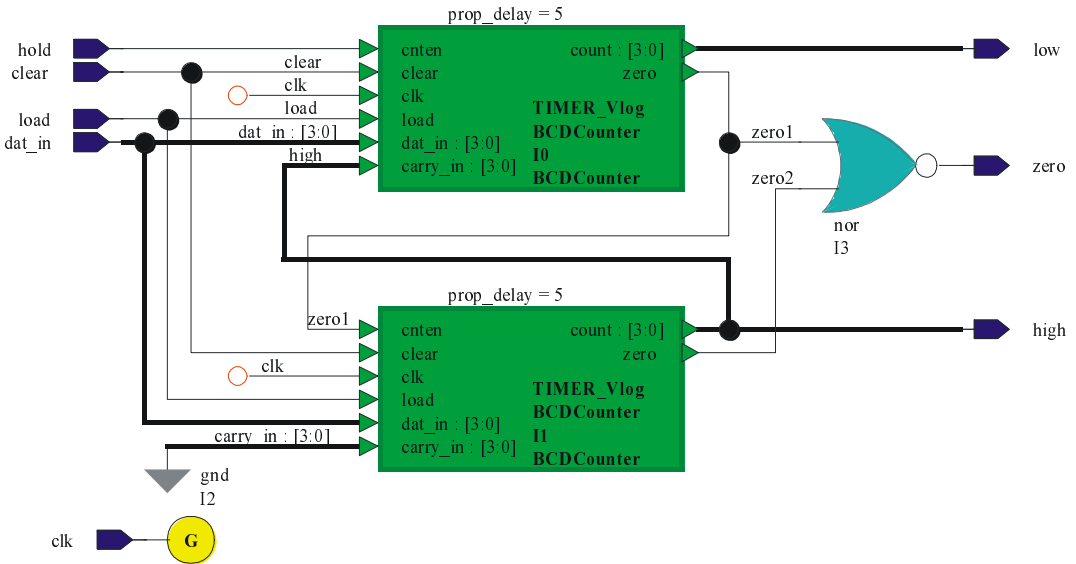 prop_delay = 5
hold
clear
load
dat_in
clear
clk
load
dat_in : [3:0]
high
cnten
clear
clk
load
dat_in : [3:0]
carry_in : [3:0]
count : [3:0]
zero
TIMER_Vlog
BCDCounter
I0
BCDCounter
low
zero1
zero2
nor
I3
zero
prop_delay = 5
zero1
clk
carry_in : [3:0]
cnten
clear
clk
load
dat_in : [3:0]
carry_in : [3:0]
count : [3:0]
zero
TIMER_Vlog
BCDCounter
I1
BCDCounter
high
gnd
I2
clk
G